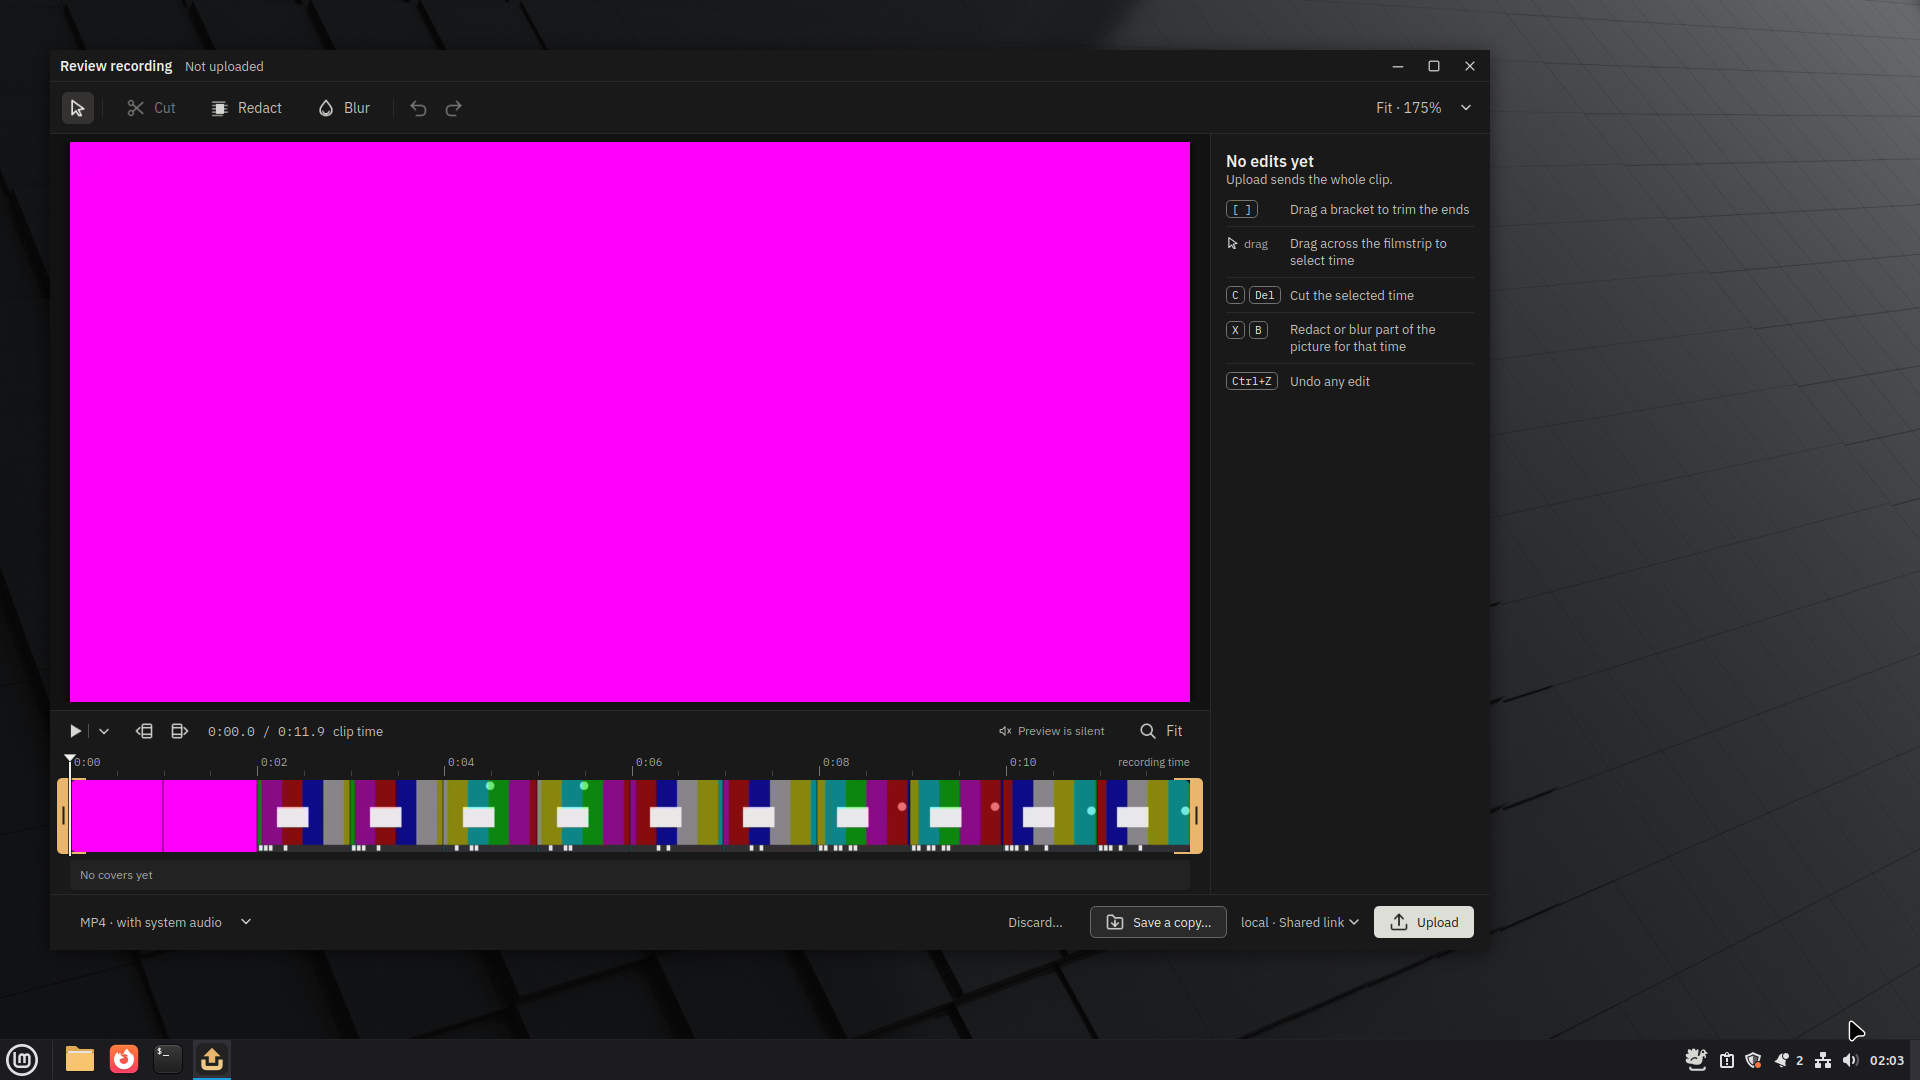 Review recording Not uploaded
Cut Redact Blur Fit · 175%
No edits yet
Upload sends the whole clip.
[ ] Drag a bracket to trim the ends
drag Drag across the filmstrip to
select time
C Del Cut the selected time
X B Redact or blur part of the
picture for that time
Ctrl+Z Undo any edit
0:00.0 / 0:11.9 clip time Preview is silent Fit
0:00 0:02 0:04 0:06 0:08 0:10 recording time
No covers yet
MP4 · with system audio Discard... Save a copy... local · Shared link Upload
$_ 2 02:03